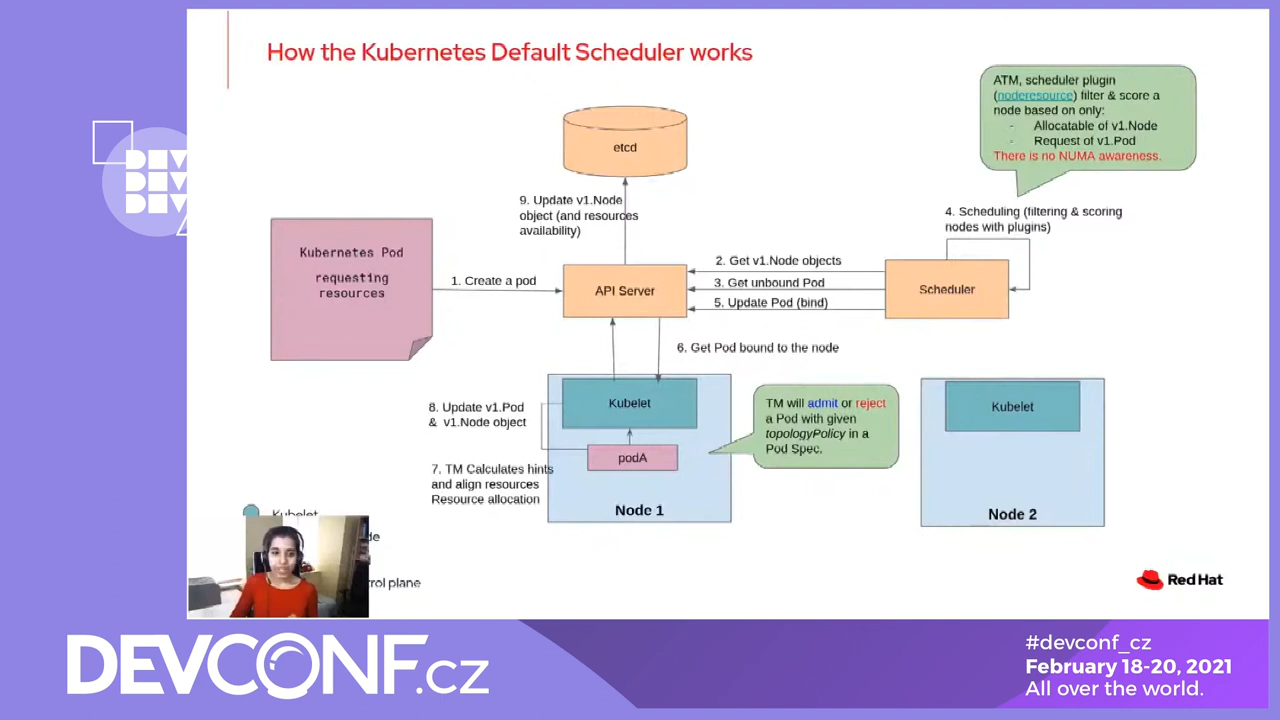 How the Kubernetes Default Scheduler works
ATM, scheduler plugin
(noderesource) filter & score a
node based on only:
- Allocatable of v1.Node
- Request of v1.Pod
There is no NUMA awareness.
etcd
9. Update v1.Node
object (and resources
availability)
4. Scheduling (filtering & scoring
nodes with plugins)
Kubernetes Pod
requesting
resources
1. Create a pod
API Server
2. Get v1.Node objects
3. Get unbound Pod
5. Update Pod (bind)
Scheduler
6. Get Pod bound to the node
Kubelet
8. Update v1.Pod
& v1.Node object
podA
7. TM Calculates hints
and align resources
Resource allocation
Node 1
TM will admit or reject
a Pod with given
topologyPolicy in a
Pod Spec.
Kubelet
Node 2
Kubelet
plane
Red Hat
DEV
DEV
DEV
DEVCONF.cz
#devconf_cz
February 18-20, 2021
All over the world.